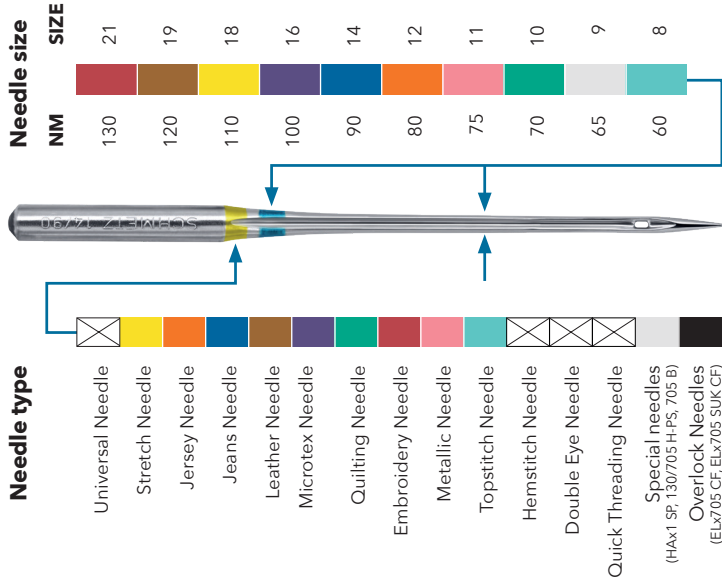 Needle size
NM SIZE
130 21
120 19
110 18
100 16
90 14
80 12
75 11
70 10
65 9
60 8
SCHMETZ 14/90
Needle type
Universal Needle
Stretch Needle
Jersey Needle
Jeans Needle
Leather Needle
Microtex Needle
Quilting Needle
Embroidery Needle
Metallic Needle
Topstitch Needle
Hemstitch Needle
Double Eye Needle
Quick Threading Needle
Special needles
(HAx1 SP, 130/705 H-PS, 705 B)
Overlock Needles
(ELx705 CF, ELx705 SUK CF)